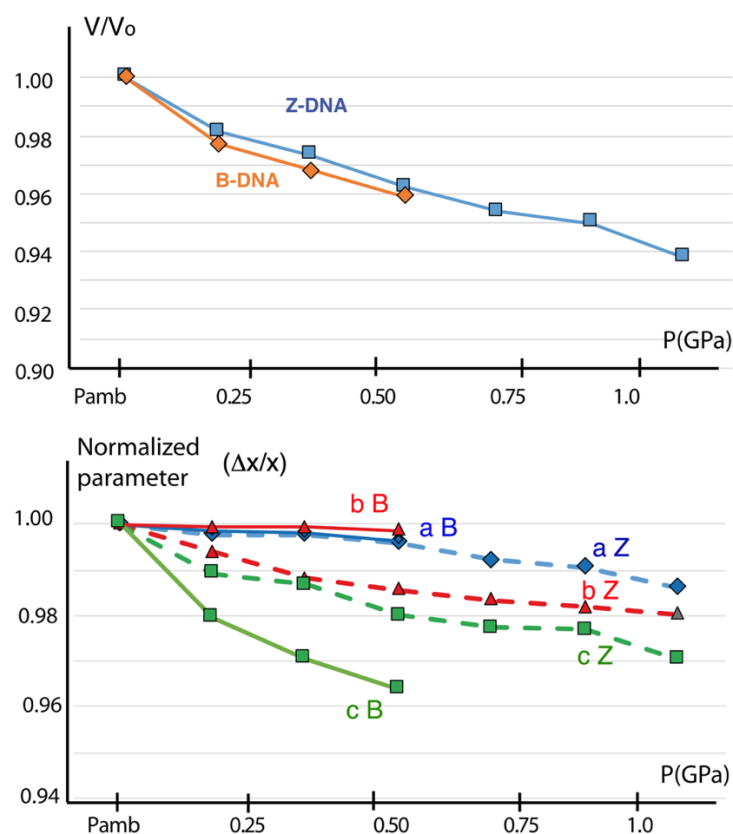 V/Vo
1.00
Z-DNA
0.98
B-DNA
0.96
0.94
0.92
P(GPa)
0.90
Pamb 0.25 0.50 0.75 1.0
Normalized (Δx/x)
parameter
b B
1.00
a B
a Z
b Z
0.98
c Z
c B
0.96
P(GPa)
0.94
Pamb 0.25 0.50 0.75 1.0